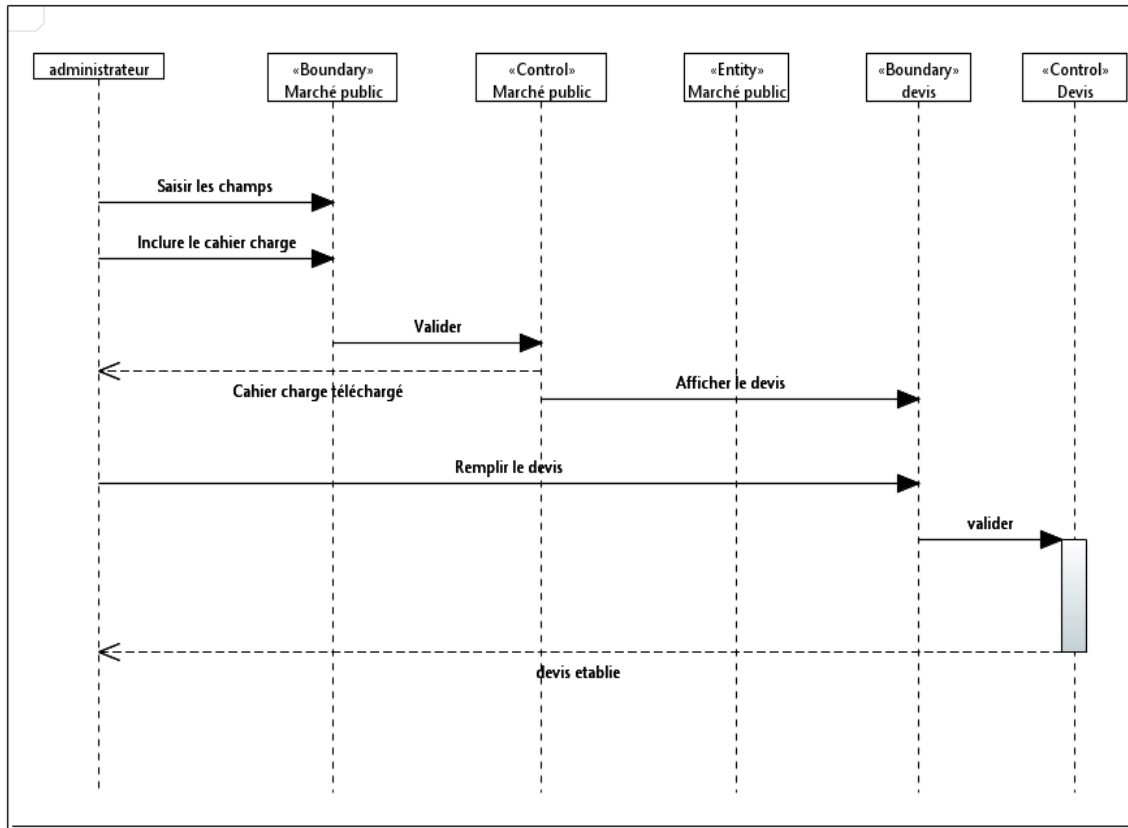 administrateur
«Boundary»
Marché public
«Control»
Marché public
«Entity»
Marché public
«Boundary»
devis
«Control»
Devis
Saisir les champs
Inclure le cahier charge
Valider
Cahier charge téléchargé
Afficher le devis
Remplir le devis
valider
devis etablie